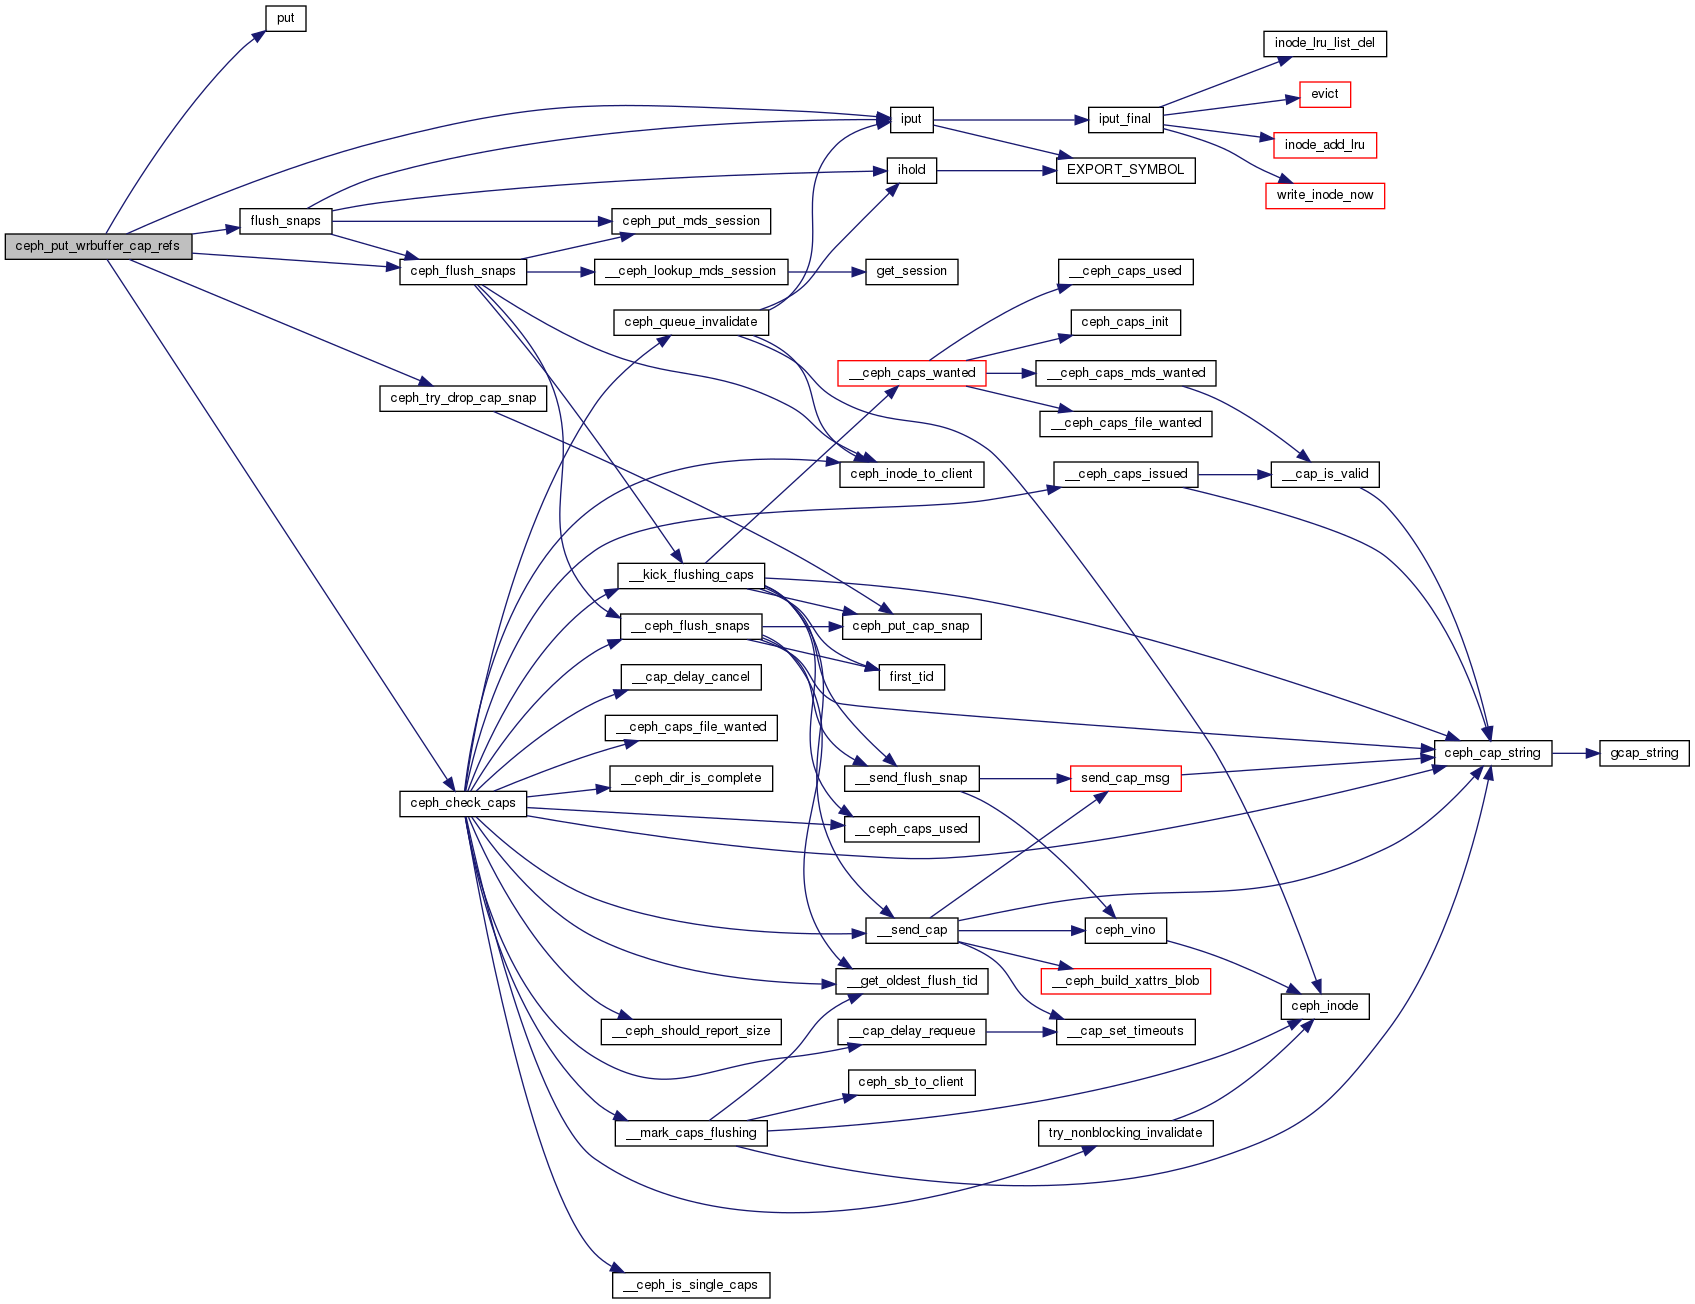 put
inode_lru_list_del
evict
iput
iput_final
inode_add_lru
ihold
EXPORT_SYMBOL
write_inode_now
flush_snaps
ceph_put_mds_session
ceph_put_wrbuffer_cap_refs
ceph_flush_snaps
__ceph_lookup_mds_session
get_session
__ceph_caps_used
ceph_queue_invalidate
ceph_caps_init
__ceph_caps_wanted
__ceph_caps_mds_wanted
ceph_try_drop_cap_snap
__ceph_caps_file_wanted
ceph_inode_to_client
__ceph_caps_issued
__cap_is_valid
__kick_flushing_caps
__ceph_flush_snaps
ceph_put_cap_snap
__cap_delay_cancel
first_tid
__ceph_caps_file_wanted
ceph_cap_string
gcap_string
__ceph_dir_is_complete
__send_flush_snap
send_cap_msg
ceph_check_caps
__ceph_caps_used
__send_cap
ceph_vino
__get_oldest_flush_tid
__ceph_build_xattrs_blob
ceph_inode
__ceph_should_report_size
__cap_delay_requeue
__cap_set_timeouts
ceph_sb_to_client
__mark_caps_flushing
try_nonblocking_invalidate
__ceph_is_single_caps